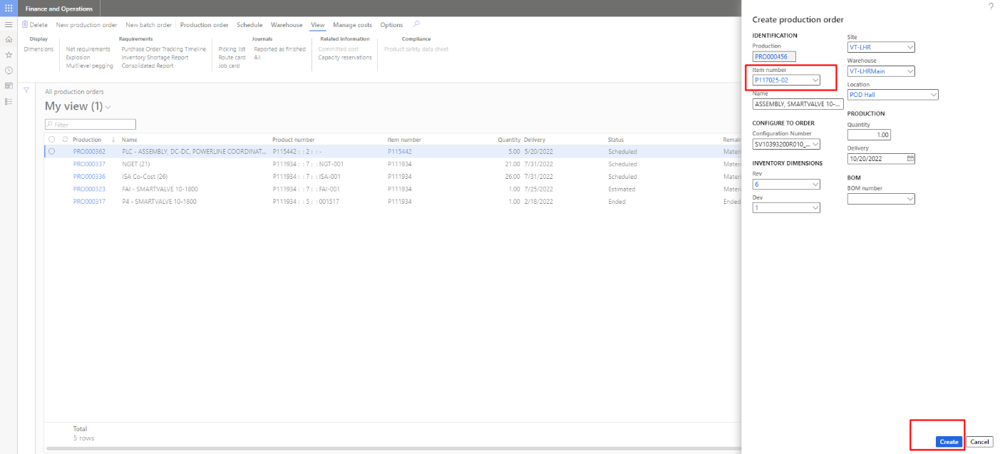 Finance and Operations
?
Delete New production order New batch order Production order Schedule Warehouse View Manage costs Options
Display
Dimensions
Requirements
Net requirements
Explosion
Multilevel pegging
Purchase Order Tracking Timeline
Inventory Shortage Report
Consolidated Report
Journals
Picking list
Route card
Job card
Reported as finished
All
Related information
Committed cost
Capacity reservations
Compliance
Product safety data sheet
All production orders
My view (1)
Filter
Production ↓ Name Product number Item number Quantity Delivery Status Remain
PRO000362 PLC - ASSEMBLY, DC-DC, POWERLINE COORDINAT... P115442 : : 2 : : - P115442 5.00 5/20/2022 Scheduled Materi
PRO000337 NGET (21) P111934 : : 7 : : NGT-001 P111934 21.00 7/31/2022 Scheduled Materi
PRO000336 ISA Co-Cost (26) P111934 : : 7 : : ISA-001 P111934 26.00 7/31/2022 Scheduled Materi
PRO000323 FAI - SMARTVALVE 10-1800 P111934 : : 7 : : FAI-001 P111934 1.00 7/25/2022 Estimated Materi
PRO000317 P4 - SMARTVALVE 10-1800 P111934 : : 5 : : 001517 P111934 1.00 2/18/2022 Ended Ended
Total
5 rows
Create production order
IDENTIFICATION
Production
PRO000456
Item number
P117025-02
Name
ASSEMBLY, SMARTVALVE 10-...
CONFIGURE TO ORDER
Configuration Number
SV10393200R010_...
INVENTORY DIMENSIONS
Rev
6
Dev
1
Site
VT-LHR
Warehouse
VT-LHRMain
Location
POD Hall
PRODUCTION
Quantity
1.00
Delivery
10/20/2022
BOM
BOM number
Create Cancel